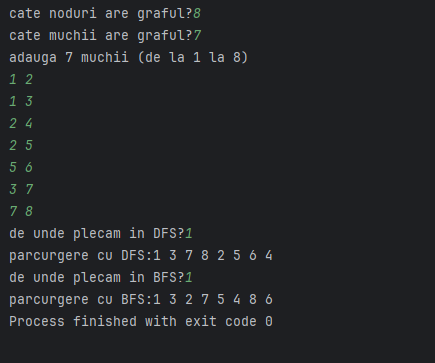 cate noduri are graful?8
cate muchii are graful?7
adauga 7 muchii (de la 1 la 8)
1 2
1 3
2 4
2 5
5 6
3 7
7 8
de unde plecam in DFS?1
parcurgere cu DFS:1 3 7 8 2 5 6 4
de unde plecam in BFS?1
parcurgere cu BFS:1 3 2 7 5 4 8 6
Process finished with exit code 0